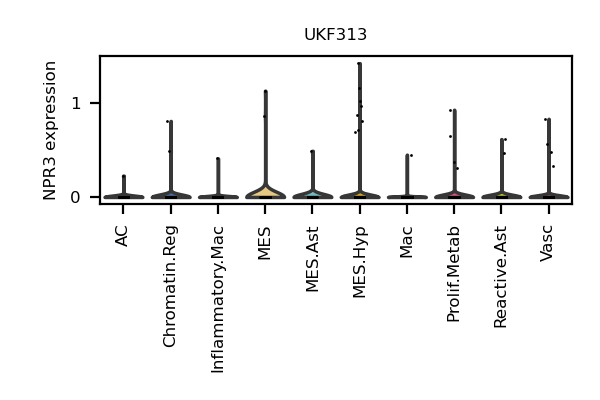 UKF313
NPR3 expression
1
0
AC
Chromatin.Reg
Inflammatory.Mac
MES
MES.Ast
MES.Hyp
Mac
Prolif.Metab
Reactive.Ast
Vasc